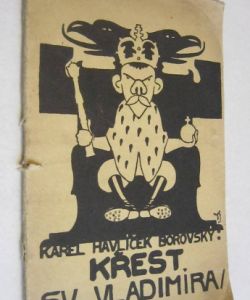 KAREL HAVLÍČEK BOROVSKÝ:
KŘEST
SV. VLADIMÍRA/